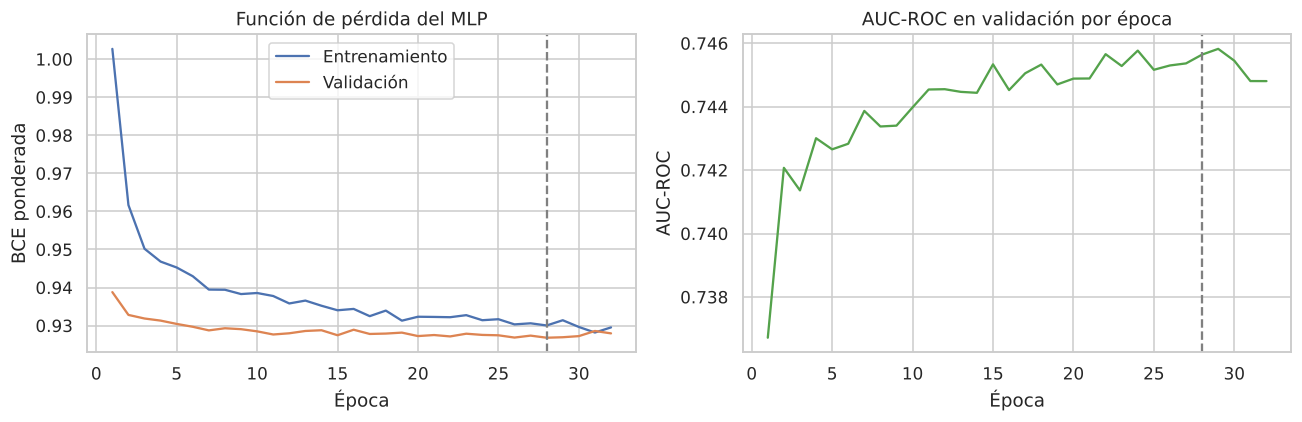 Función de pérdida del MLP
BCE ponderada
1.00
0.99
0.98
0.97
0.96
0.95
0.94
0.93
Entrenamiento
Validación
0 5 10 15 20 25 30
Época
AUC-ROC en validación por época
AUC-ROC
0.746
0.744
0.742
0.740
0.738
0 5 10 15 20 25 30
Época